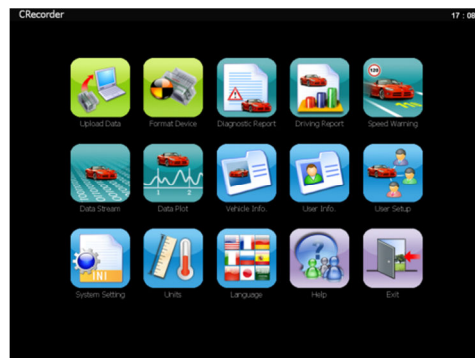 CRecorder
17 : 08
Upload Data
Format Device
Diagnostic Report
Driving Report
Speed Warning
Data Stream
Data Plot
Vehicle Info.
User Info.
User Setup
INI
System Setting
Units
Language
Help
Exit